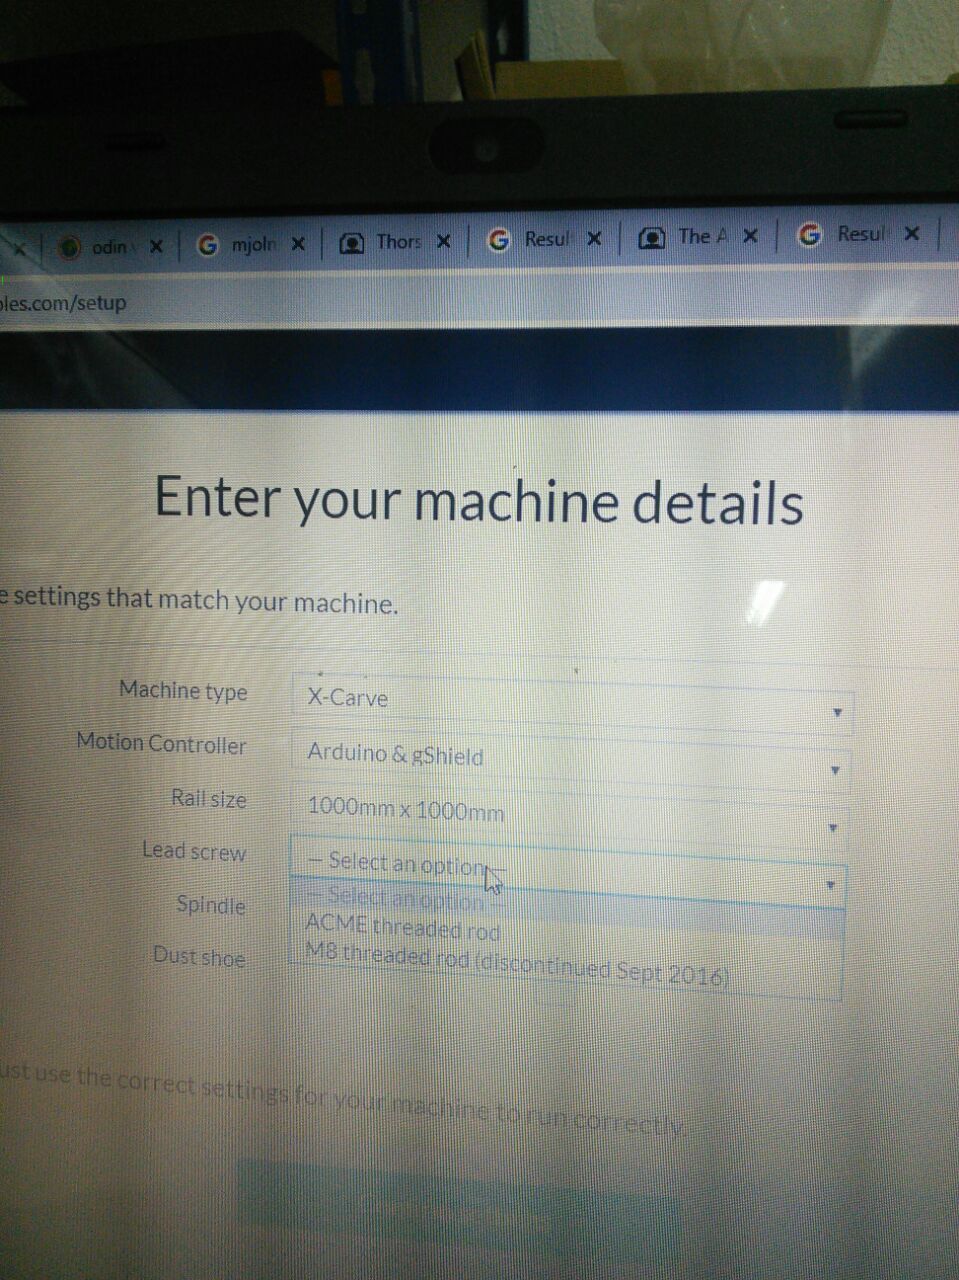 odin
mjoln
Thors
Resul
The A
Resul
ples.com/setup
Enter your machine details
e settings that match your machine.
Machine type X-Carve
Motion Controller Arduino & gShield
Rail size 1000mm x 1000mm
Lead screw — Select an option —
— Select an option —
Spindle ACME threaded rod
M8 threaded rod (discontinued Sept 2016)
Dust shoe
ust use the correct settings for your machine to run correctly.